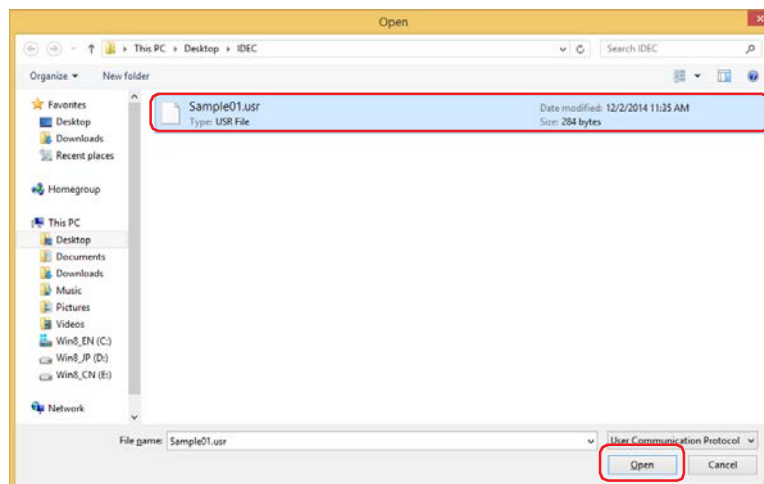 Open
This PC ▸ Desktop ▸ IDEC
Search IDEC
Organize
New folder
Favorites
Desktop
Downloads
Recent places
Homegroup
This PC
Desktop
Documents
Downloads
Music
Pictures
Videos
Win8_EN (C:)
Win8_JP (D:)
Win8_CN (E:)
Network
Sample01.usr
Type: USR File
Date modified: 12/2/2014 11:35 AM
Size: 284 bytes
File name: Sample01.usr
User Communication Protocol
Open
Cancel